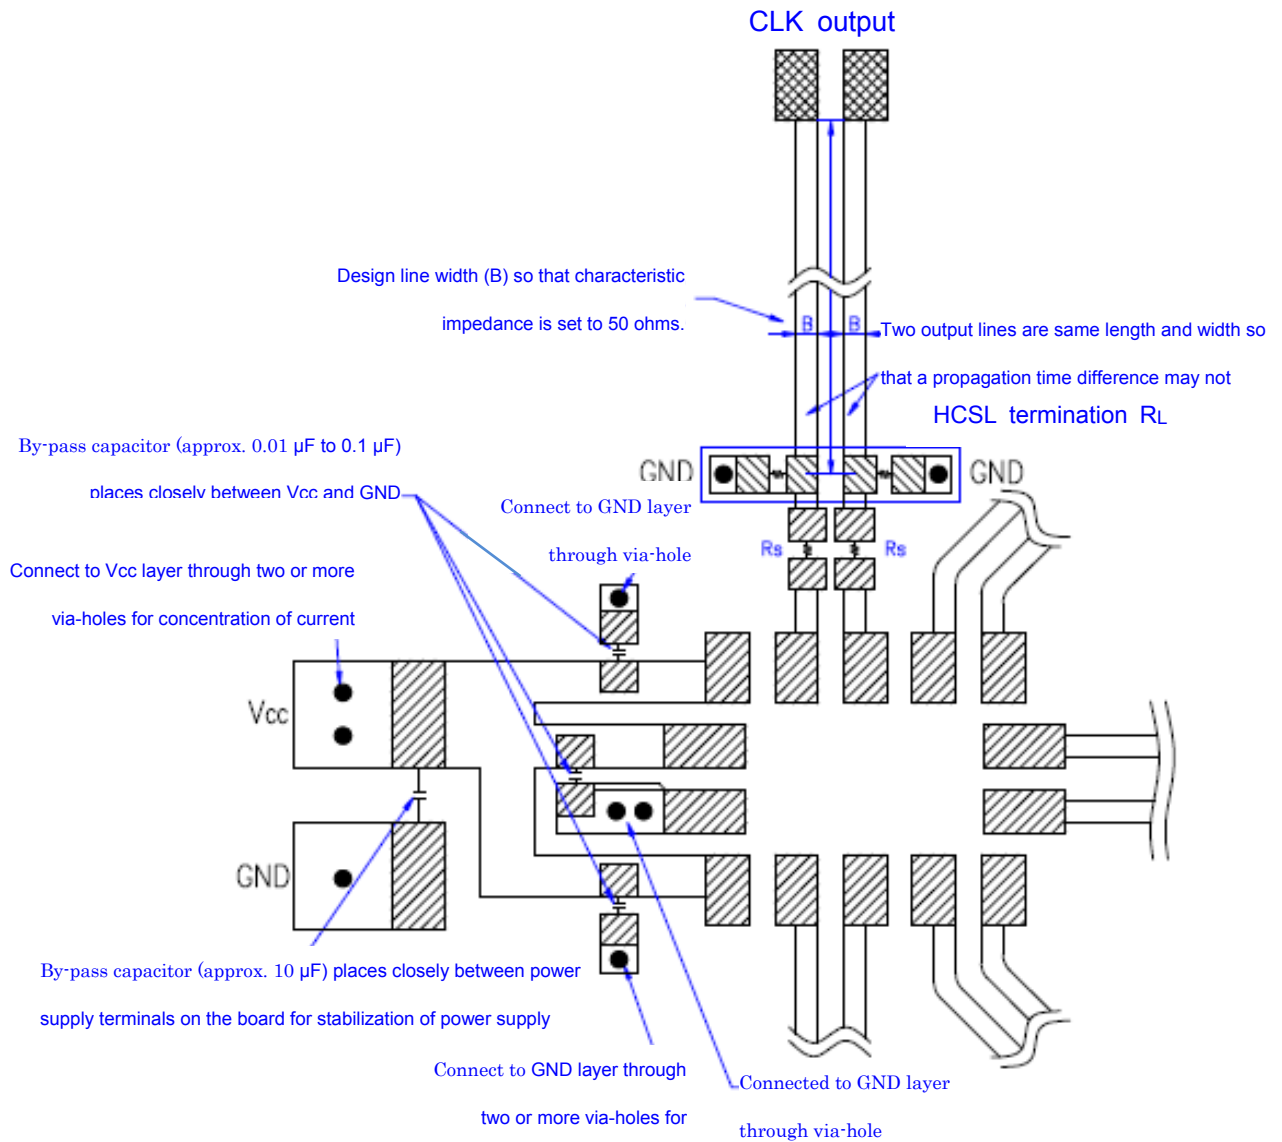 CLK output
Design line width (B) so that characteristic
impedance is set to 50 ohms.
B
B
Two output lines are same length and width so
that a propagation time difference may not
HCSL termination RL
By-pass capacitor (approx. 0.01 µF to 0.1 µF)
places closely between Vcc and GND
GND
GND
Connect to GND layer
through via-hole
Rs
Rs
Connect to Vcc layer through two or more
via-holes for concentration of current
Vcc
GND
By-pass capacitor (approx. 10 µF) places closely between power
supply terminals on the board for stabilization of power supply
Connect to GND layer through
two or more via-holes for
Connected to GND layer
through via-hole